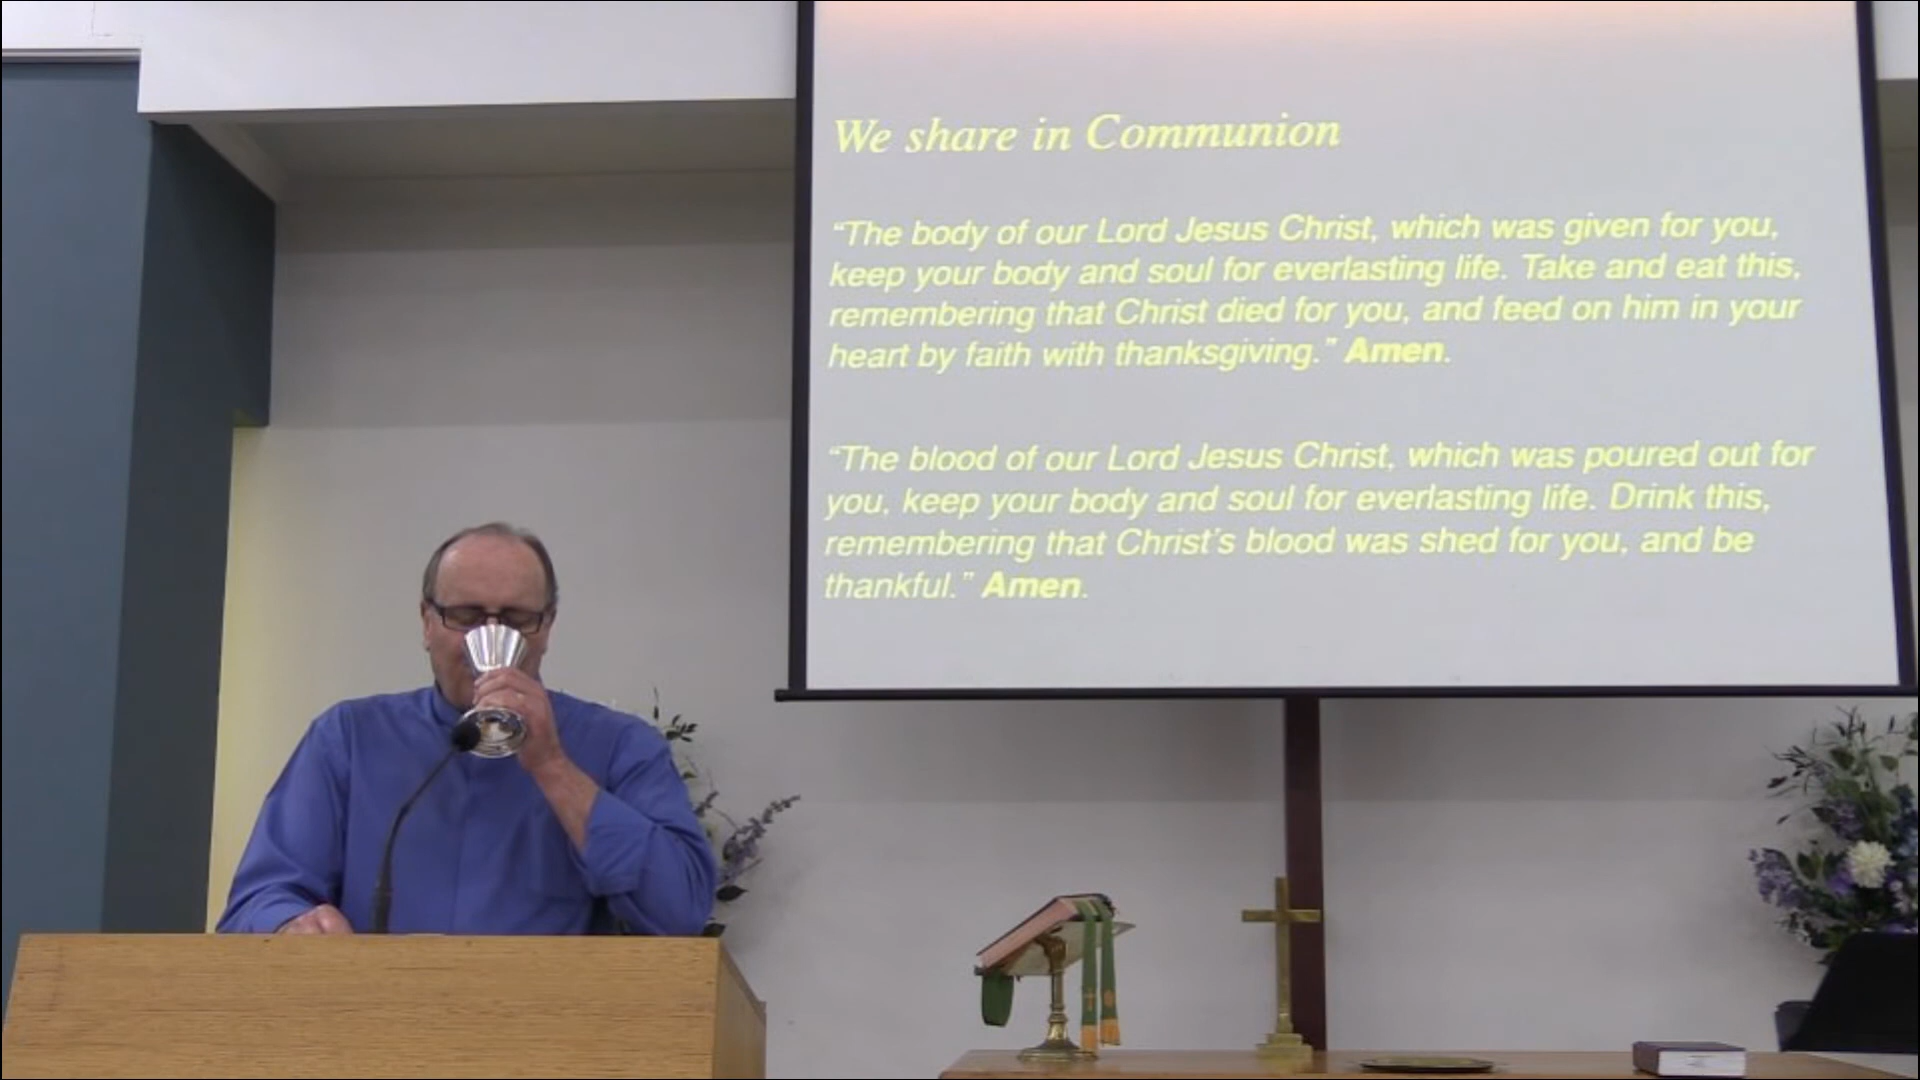 We share in Communion
“The body of our Lord Jesus Christ, which was given for you,
keep your body and soul for everlasting life. Take and eat this,
remembering that Christ died for you, and feed on him in your
heart by faith with thanksgiving.” Amen.
“The blood of our Lord Jesus Christ, which was poured out for
you, keep your body and soul for everlasting life. Drink this,
remembering that Christ’s blood was shed for you, and be
thankful.” Amen.